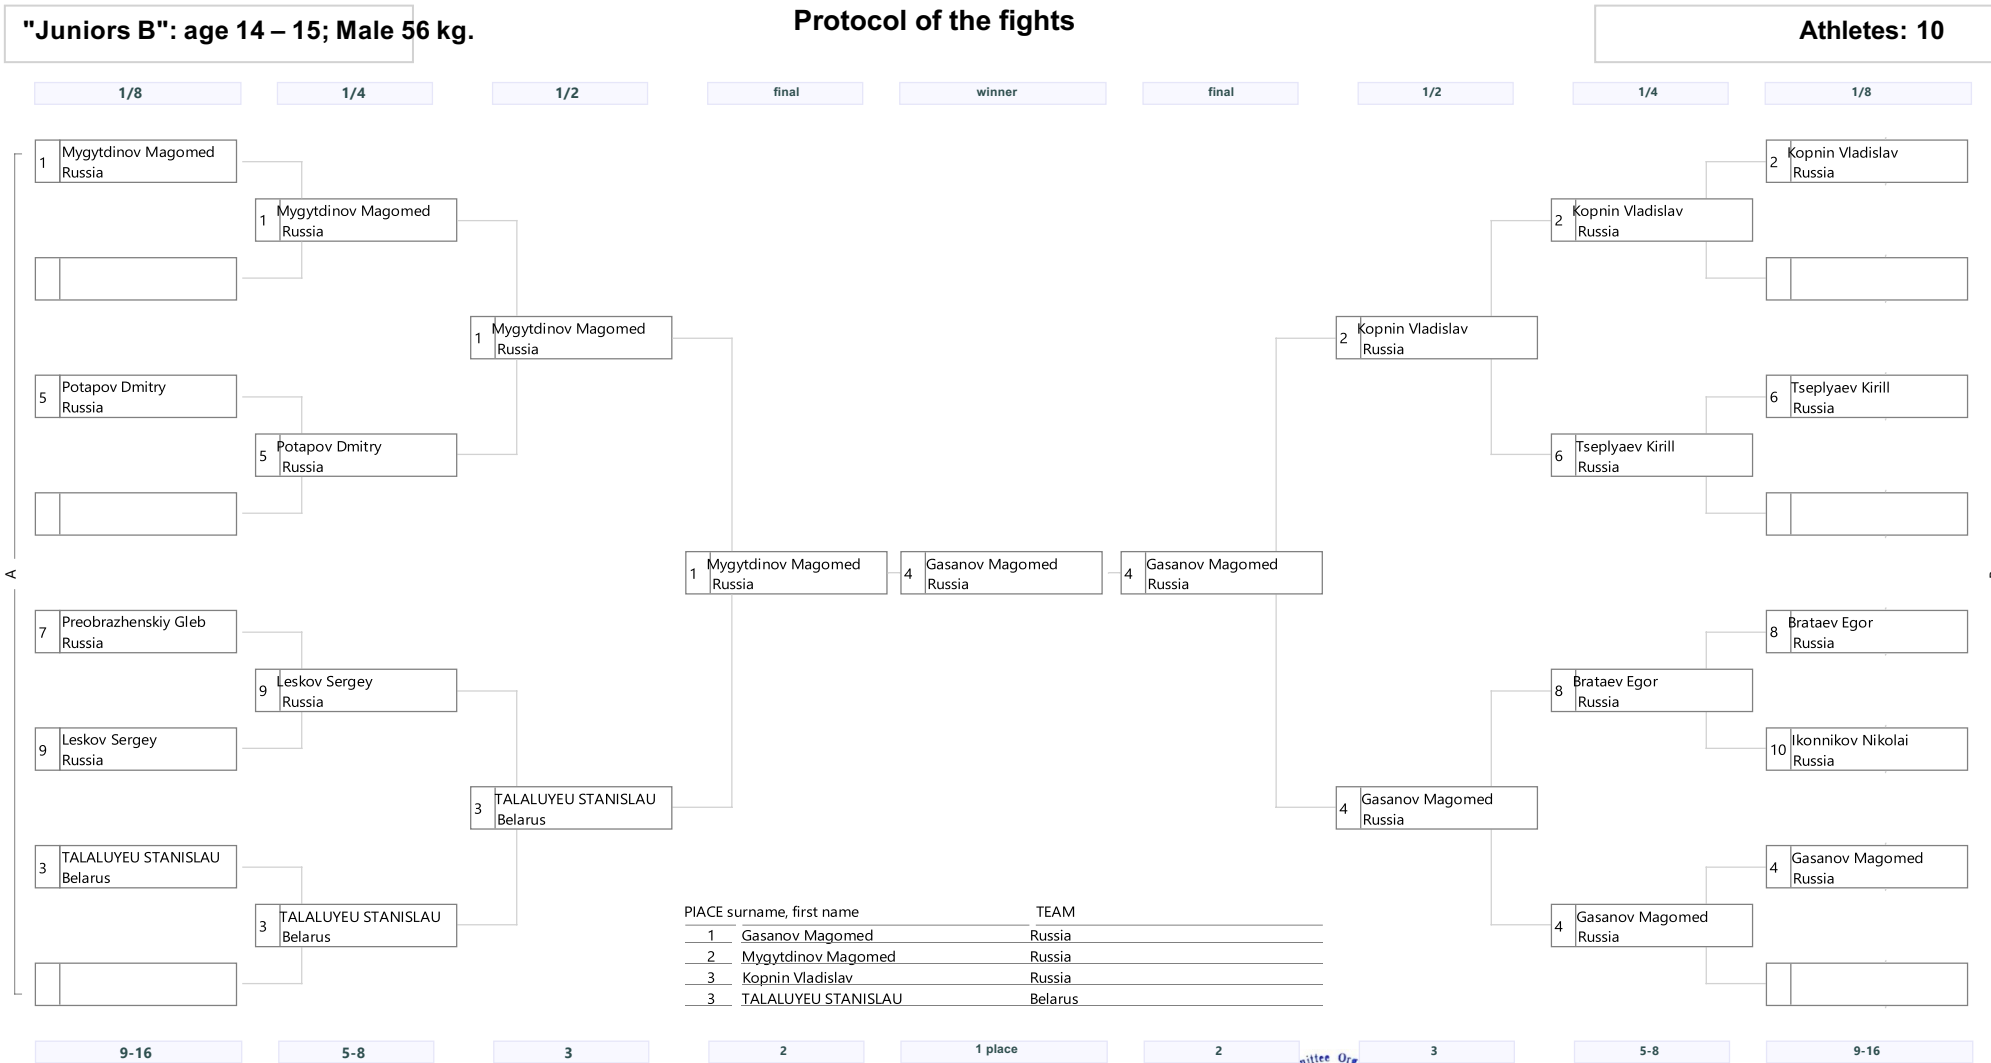 "Juniors B": age 14 – 15; Male 56 kg.
Protocol of the fights
Athletes: 10
1/8 1/4 1/2 final winner final 1/2 1/4 1/8
1 Mygytdinov Magomed
Russia
1 Mygytdinov Magomed
Russia
1 Mygytdinov Magomed
Russia
5 Potapov Dmitry
Russia
5 Potapov Dmitry
Russia
A
1 Mygytdinov Magomed
Russia
4 Gasanov Magomed
Russia
4 Gasanov Magomed
Russia
7 Preobrazhenskiy Gleb
Russia
9 Leskov Sergey
Russia
9 Leskov Sergey
Russia
3 TALALUYEU STANISLAU
Belarus
3 TALALUYEU STANISLAU
Belarus
3 TALALUYEU STANISLAU
Belarus
2 Kopnin Vladislav
Russia
2 Kopnin Vladislav
Russia
2 Kopnin Vladislav
Russia
6 Tseplyaev Kirill
Russia
6 Tseplyaev Kirill
Russia
8 Brataev Egor
Russia
8 Brataev Egor
Russia
10 Ikonnikov Nikolai
Russia
4 Gasanov Magomed
Russia
4 Gasanov Magomed
Russia
4 Gasanov Magomed
Russia
PlACE surname, first name TEAM
1 Gasanov Magomed Russia
2 Mygytdinov Magomed Russia
3 Kopnin Vladislav Russia
3 TALALUYEU STANISLAU Belarus
9-16 5-8 3 2 1 place 2 3 5-8 9-16